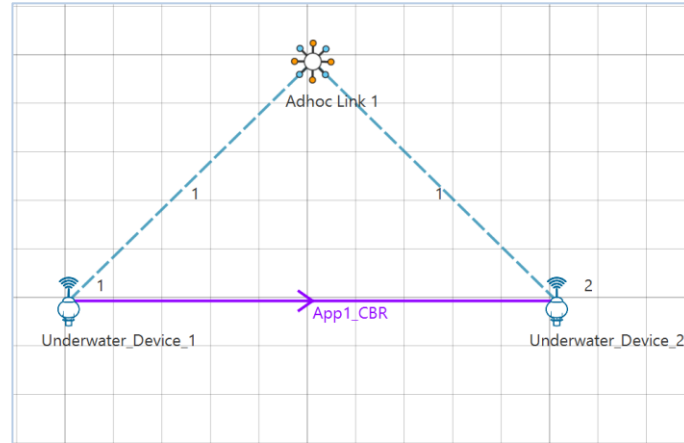 Adhoc Link 1
1
1
1
2
App1_CBR
Underwater_Device_1
Underwater_Device_2